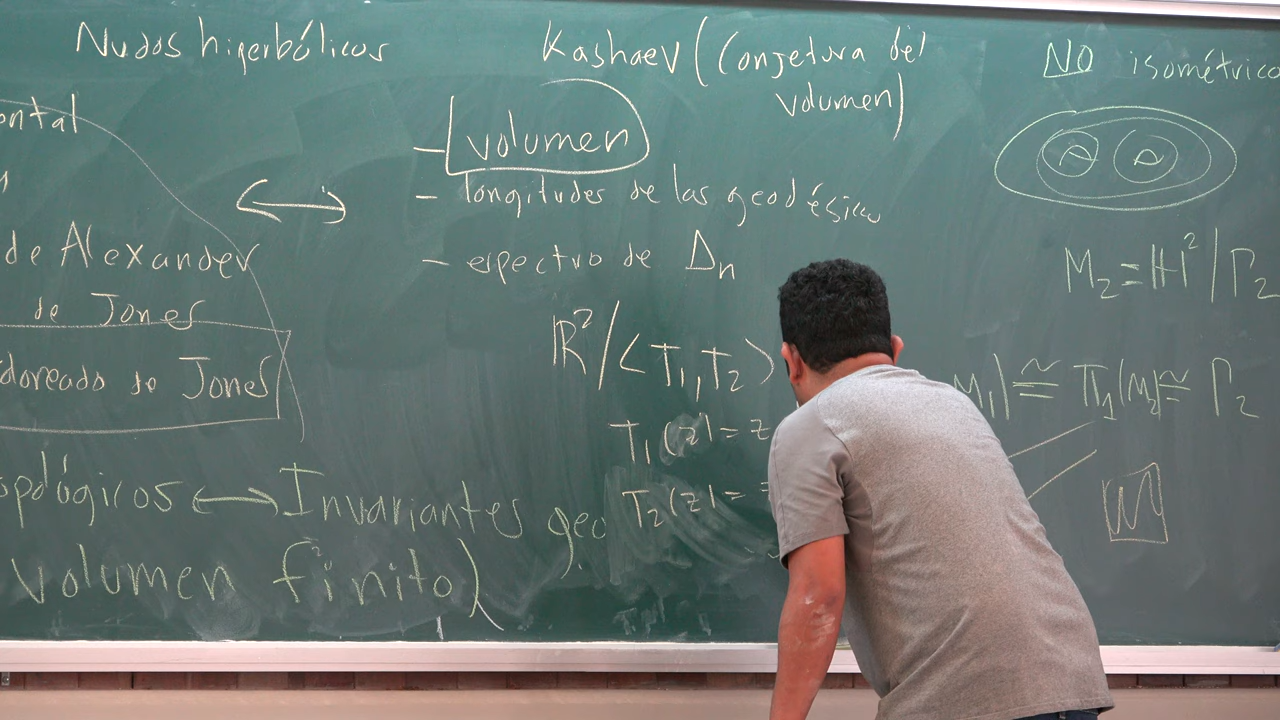 Nudos hiperbólicos
ontal
de Alexander
de Jones
doreado de Jones
opológicos ↔ Invariantes geo
volumen finito)
Kashaev (Conjetura del
volumen)
- volumen
- longitudes de las geodésicas
- espectro de Δn
ℝ²/⟨T₁,T₂⟩
T₁(z)= z
T₂(z)=
).
NO isométrico
M₂=ℍ²/Γ₂
M₁)≅ π₁(M₂)≅ Γ₂